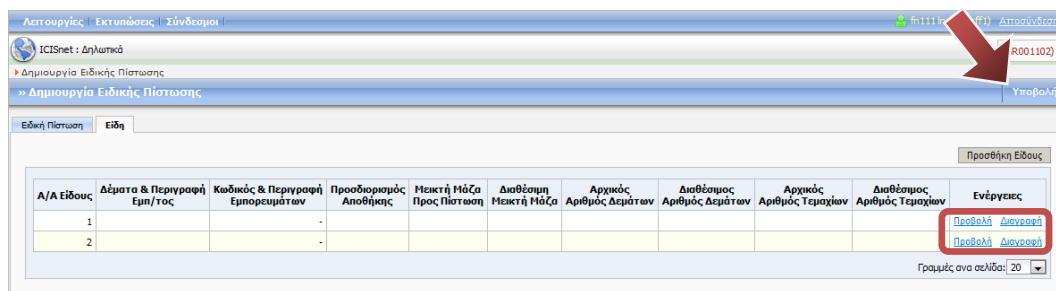 Λειτουργίες | Εκτυπώσεις | Σύνδεσμοι | Αποσύνδεση
ICISnet : Δηλωτικά R001102)
Δημιουργία Ειδικής Πίστωσης
» Δημιουργία Ειδικής Πίστωσης Υποβολή
Ειδική Πίστωση Είδη
Προσθήκη Είδους
Α/Α Είδους Δέματα & Περιγραφή Εμπ/τος Κωδικός & Περιγραφή Εμπορευμάτων Προσδιορισμός Αποθήκης Μεικτή Μάζα Προς Πίστωση Διαθέσιμη Μεικτή Μάζα Αρχικός Αριθμός Δεμάτων Διαθέσιμος Αριθμός Δεμάτων Αρχικός Αριθμός Τεμαχίων Διαθέσιμος Αριθμός Τεμαχίων Ενέργειες
1 - Προβολή Διαγραφή
2 - Προβολή Διαγραφή
Γραμμές ανα σελίδα: 20